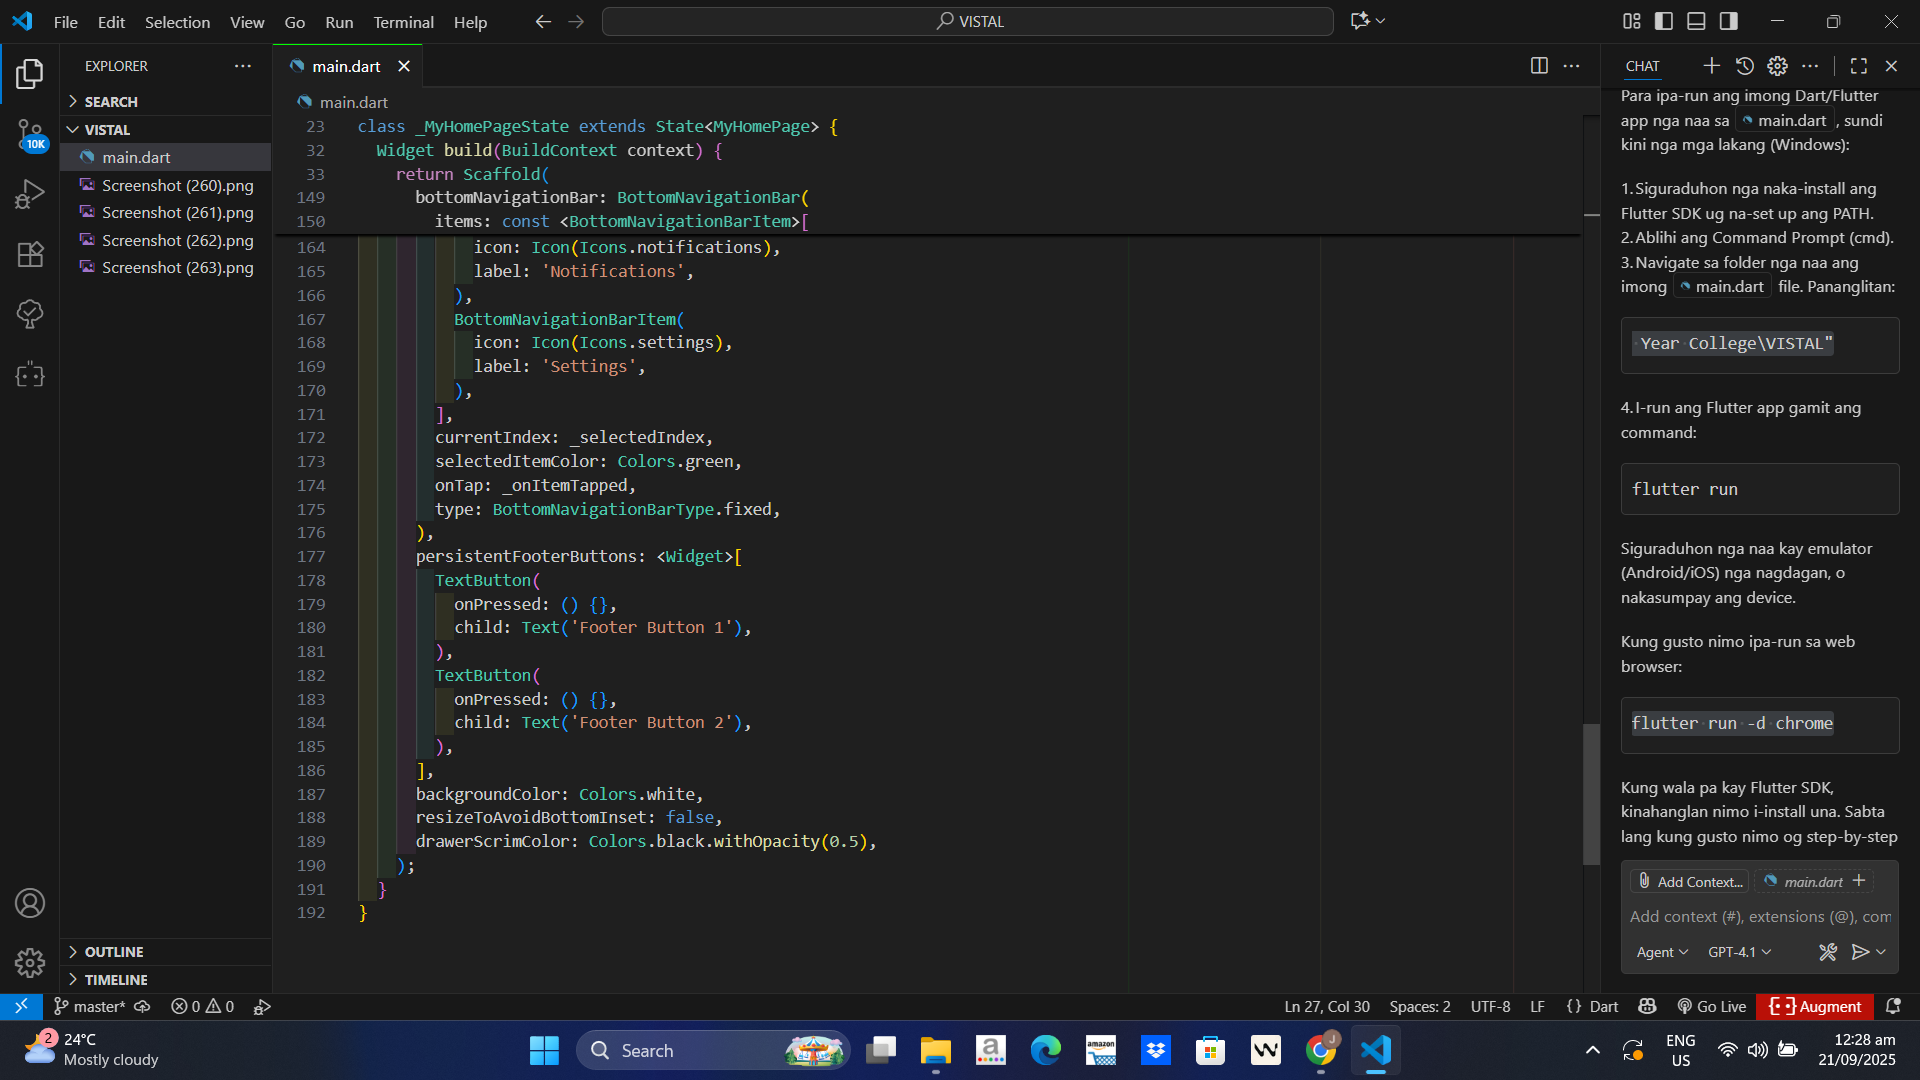 File Edit Selection View Go Run Terminal Help
VISTAL
EXPLORER
SEARCH
VISTAL
main.dart
Screenshot (260).png
Screenshot (261).png
Screenshot (262).png
Screenshot (263).png
OUTLINE
TIMELINE
10K
main.dart
main.dart
23 class _MyHomePageState extends State<MyHomePage> {
32 Widget build(BuildContext context) {
33 return Scaffold(
149 bottomNavigationBar: BottomNavigationBar(
150 items: const <BottomNavigationBarItem>[
164 icon: Icon(Icons.notifications),
165 label: 'Notifications',
166 ),
167 BottomNavigationBarItem(
168 icon: Icon(Icons.settings),
169 label: 'Settings',
170 ),
171 ],
172 currentIndex: _selectedIndex,
173 selectedItemColor: Colors.green,
174 onTap: _onItemTapped,
175 type: BottomNavigationBarType.fixed,
176 ),
177 persistentFooterButtons: <Widget>[
178 TextButton(
179 onPressed: () {},
180 child: Text('Footer Button 1'),
181 ),
182 TextButton(
183 onPressed: () {},
184 child: Text('Footer Button 2'),
185 ),
186 ],
187 backgroundColor: Colors.white,
188 resizeToAvoidBottomInset: false,
189 drawerScrimColor: Colors.black.withOpacity(0.5),
190 );
191 }
192 }
CHAT
Para ipa-run ang imong Dart/Flutter
app nga naa sa main.dart, sundi
kini nga mga lakang (Windows):
1. Siguraduhon nga naka-install ang
Flutter SDK ug na-set up ang PATH.
2. Ablihi ang Command Prompt (cmd).
3. Navigate sa folder nga naa ang
imong main.dart file. Pananglitan:
Year College\VISTAL"
4. I-run ang Flutter app gamit ang
command:
flutter run
Siguraduhon nga naa kay emulator
(Android/iOS) nga nagdagan, o
nakasumpay ang device.
Kung gusto nimo ipa-run sa web
browser:
flutter run -d chrome
Kung wala pa kay Flutter SDK,
kinahanglan nimo i-install una. Sabta
lang kung gusto nimo og step-by-step
Add Context... main.dart
Add context (#), extensions (@), com
Agent GPT-4.1
master* 0 0
Ln 27, Col 30 Spaces: 2 UTF-8 LF {} Dart Go Live Augment
2
24°C
Mostly cloudy
Search
amazon
J
ENG
US
12:28 am
21/09/2025